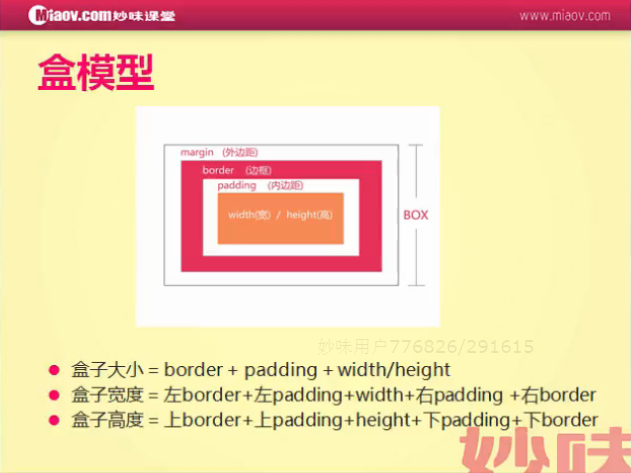 Miaov.com妙味课堂
www.miaov.com
盒模型
margin (外边距)
border (边框)
padding (内边距)
width(宽) / height(高)
BOX
妙味用户776826/291615
盒子大小 = border + padding + width/height
盒子宽度 = 左border+左padding+width+右padding +右border
盒子高度 = 上border+上padding+height+下padding+下border
妙味